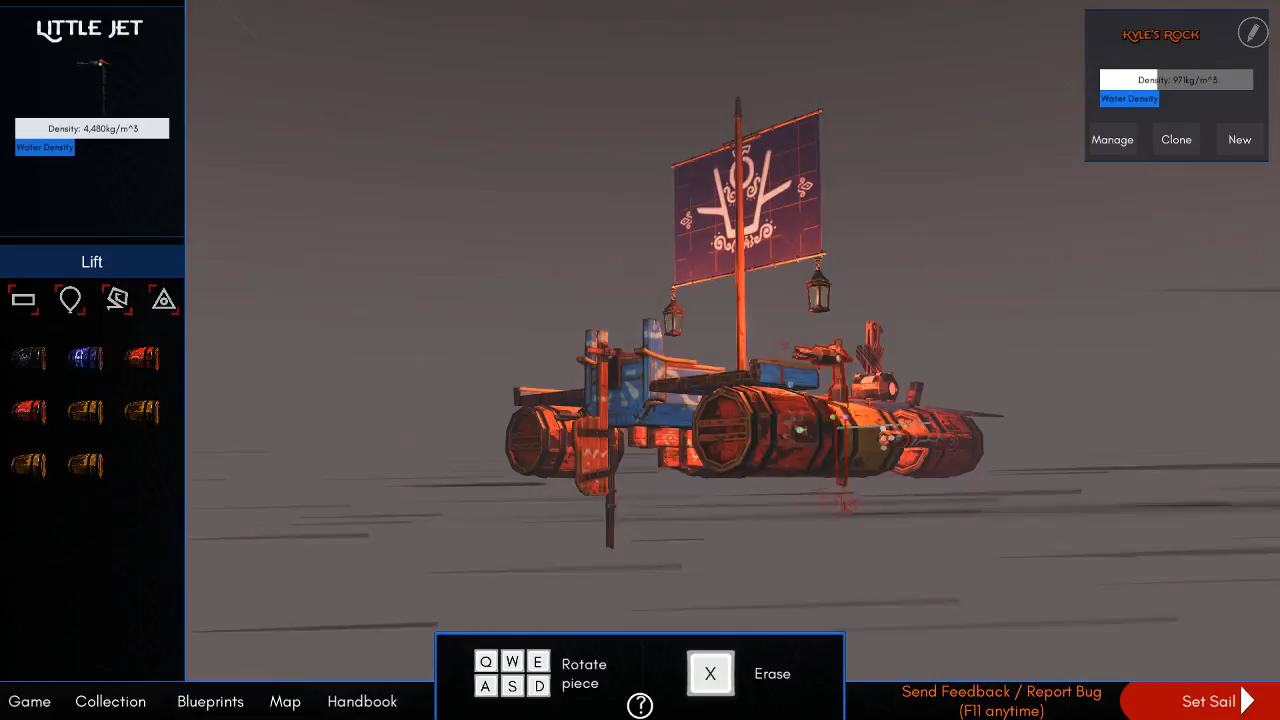 LITTLE JET
Density: 4,480kg/m^3
Water Density
Lift
KYLE'S ROCK
Density: 971kg/m^3
Water Density
Manage
Clone
New
Q W E
A S D
Rotate
piece
X
Erase
?
Game
Collection
Blueprints
Map
Handbook
Send Feedback / Report Bug
(F11 anytime)
Set Sail